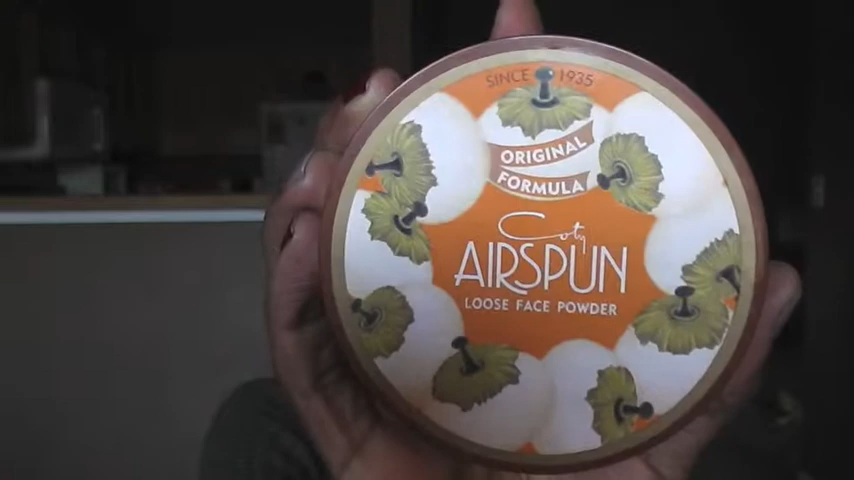 SINCE 1935
ORIGINAL
FORMULA
Coty
AIRSPUN
LOOSE FACE POWDER